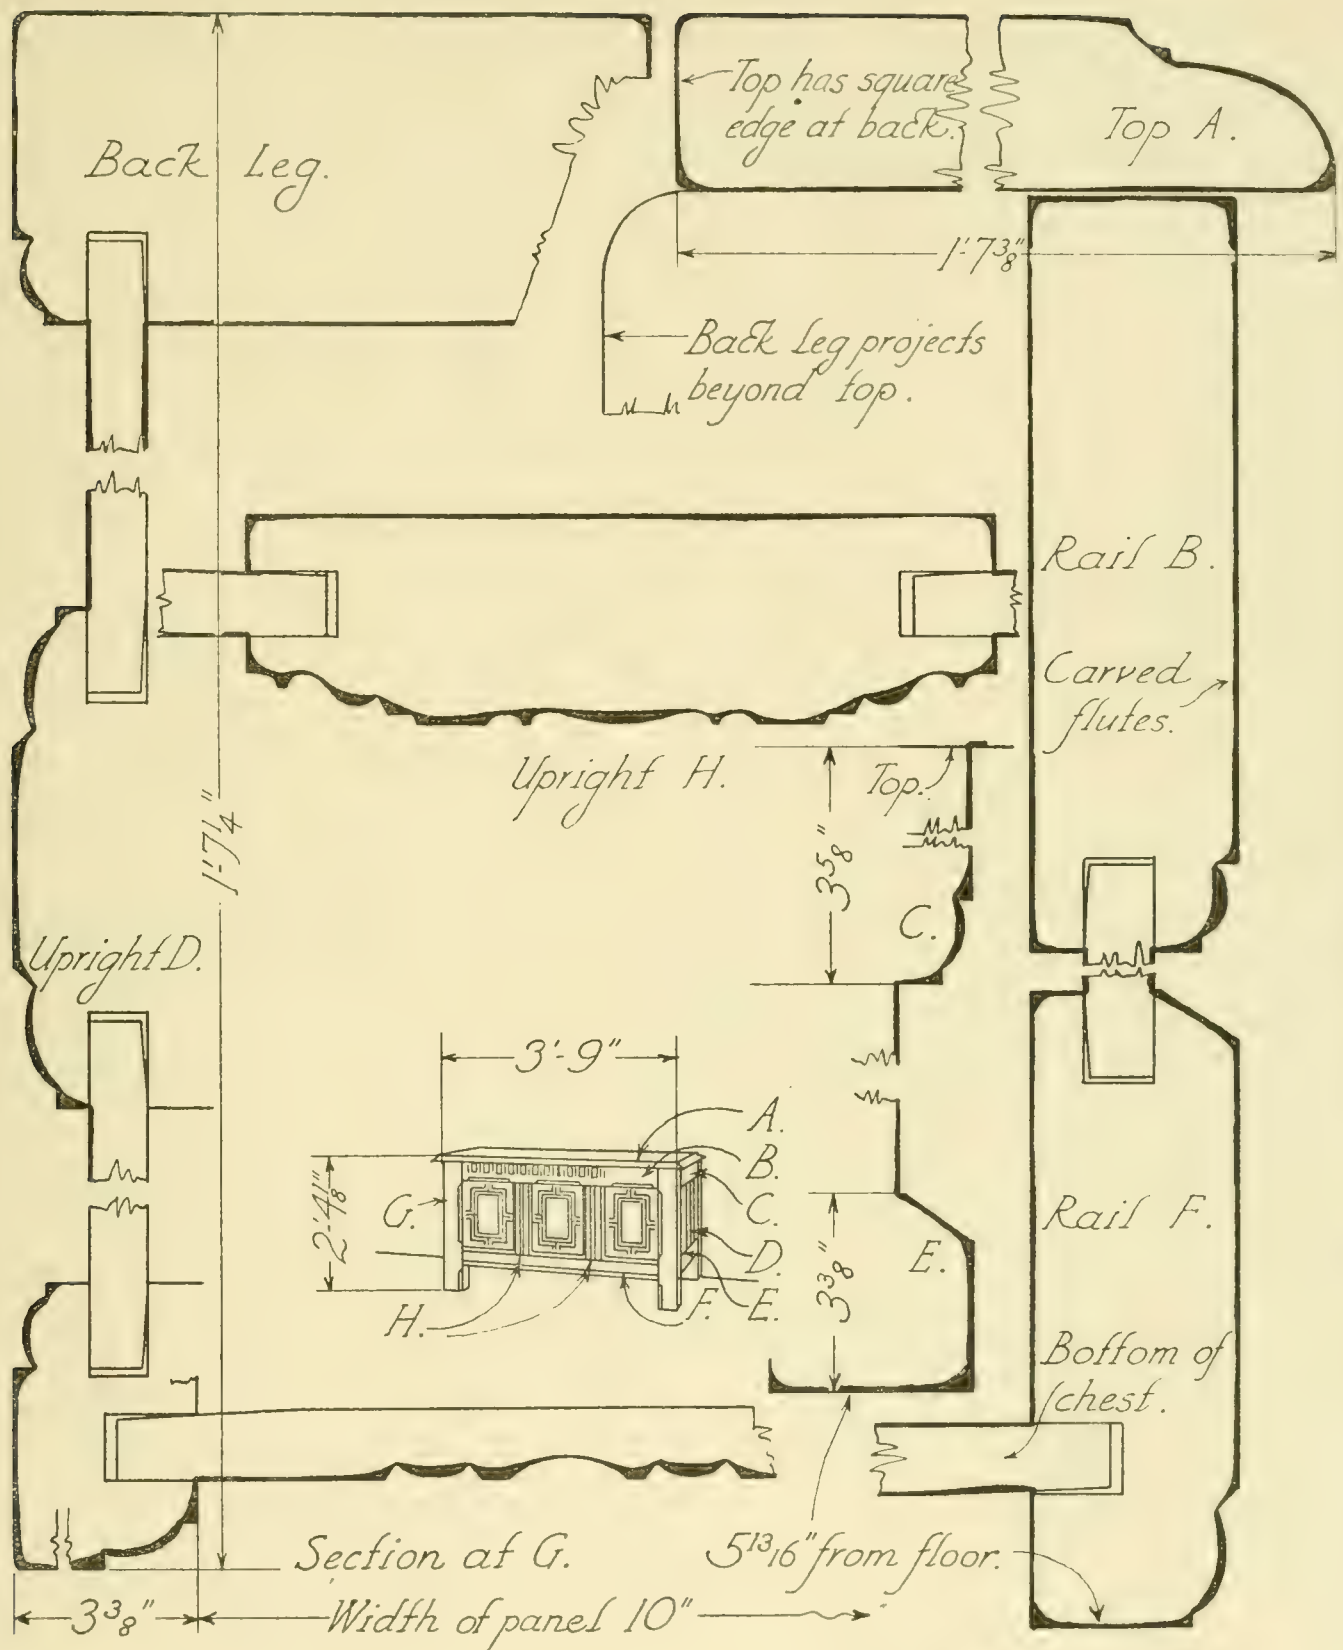 Top has square
edge at back.
Top A.
Back Leg.
1'-7 3/8"
Back Leg projects
beyond top.
Rail B.
Carved
flutes.
Upright H.
Top.
1'-7 1/4"
3 5/8"
C.
Upright D.
3'-9"
A.
B.
G.
2'-4 1/8"
C.
D.
E.
F.
H.
3 3/8"
E.
Rail F.
Bottom of
chest.
Section at G.
5 13/16" from floor.
3 3/8"
Width of panel 10"